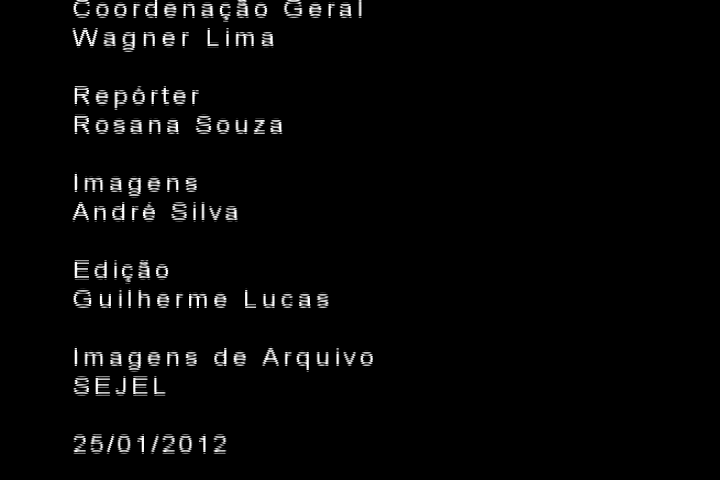 Coordenação Geral
Wagner Lima
Repórter
Rosana Souza
Imagens
André Silva
Edição
Guilherme Lucas
Imagens de Arquivo
SEJEL
25/01/2012